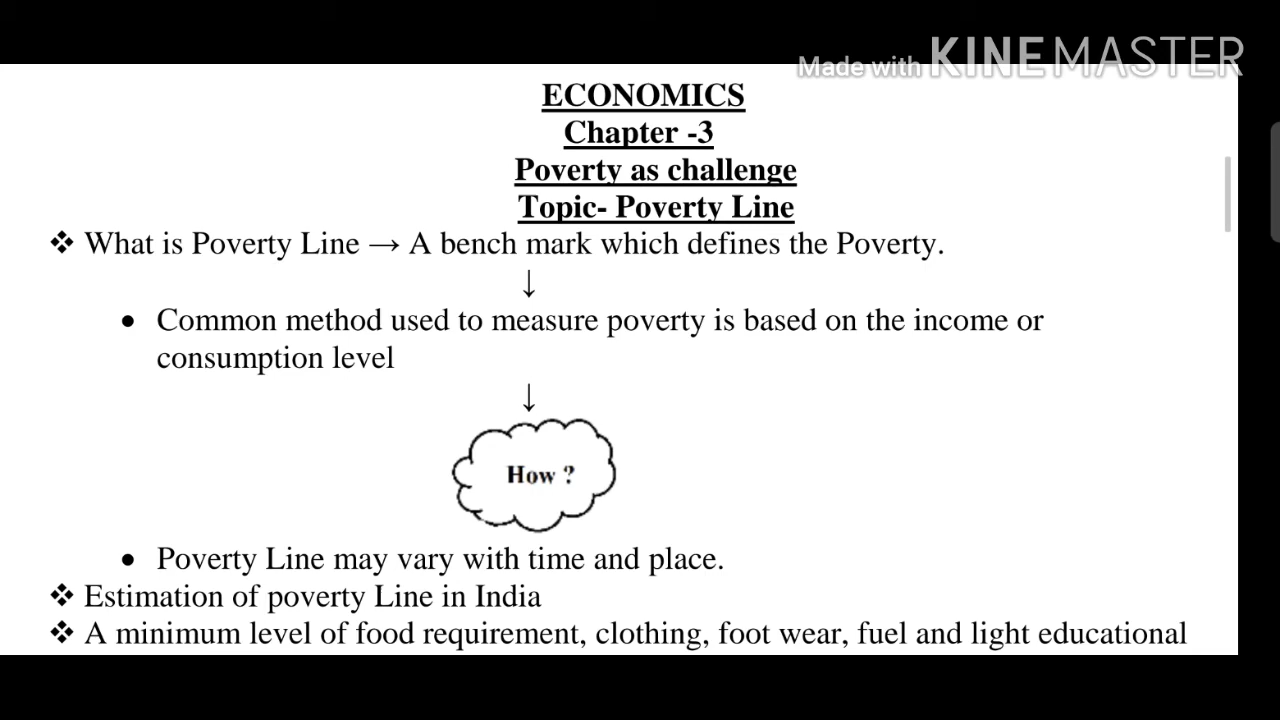 Made with KINEMASTER
ECONOMICS
Chapter -3
Poverty as challenge
Topic- Poverty Line
❖ What is Poverty Line → A bench mark which defines the Poverty.
↓
• Common method used to measure poverty is based on the income or
consumption level
↓
How ?
• Poverty Line may vary with time and place.
❖ Estimation of poverty Line in India
❖ A minimum level of food requirement, clothing, foot wear, fuel and light educational